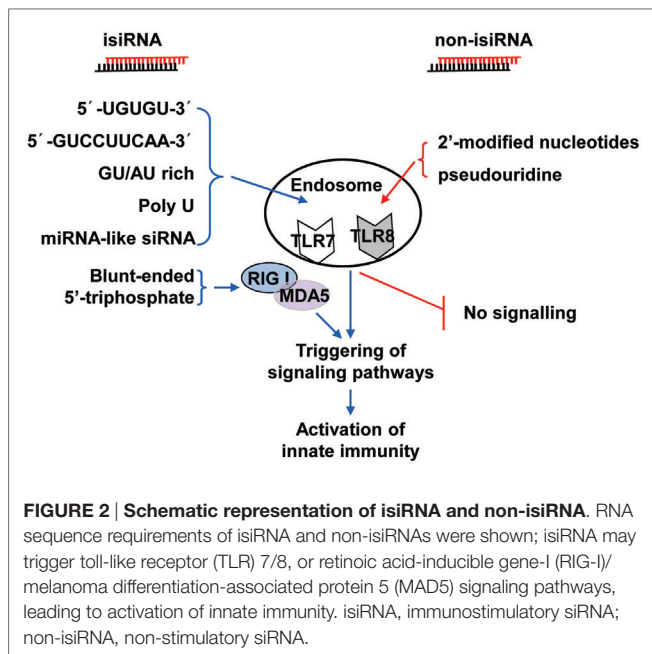 isiRNA
non-isiRNA
5´-UGUGU-3´
5´-GUCCUUCAA-3´
GU/AU rich
Poly U
miRNA-like siRNA
Blunt-ended
5’-triphosphate
2’-modified nucleotides
pseudouridine
Endosome
TLR7
TLR8
RIG I
MDA5
No signalling
Triggering of
signaling pathways
Activation of
innate immunity
FIGURE 2 | Schematic representation of isiRNA and non-isiRNA. RNA
sequence requirements of isiRNA and non-isiRNAs were shown; isiRNA may
trigger toll-like receptor (TLR) 7/8, or retinoic acid-inducible gene-I (RIG-I)/
melanoma differentiation-associated protein 5 (MAD5) signaling pathways,
leading to activation of innate immunity. isiRNA, immunostimulatory siRNA;
non-isiRNA, non-stimulatory siRNA.